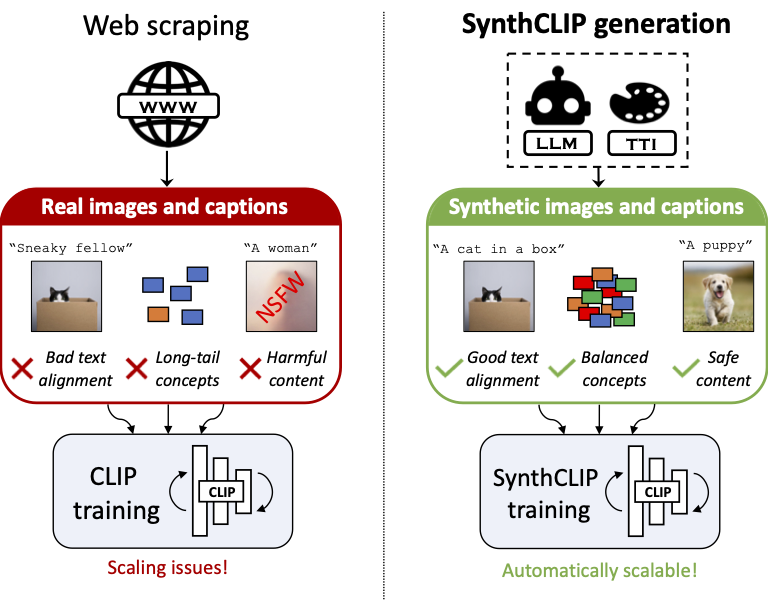 Web scraping
WWW
Real images and captions
"Sneaky fellow"
"A woman"
NSFW
Bad text
alignment
Long-tail
concepts
Harmful
content
CLIP
training
CLIP
Scaling issues!
SynthCLIP generation
LLM
TTI
Synthetic images and captions
"A cat in a box"
"A puppy"
Good text
alignment
Balanced
concepts
Safe
content
SynthCLIP
training
CLIP
Automatically scalable!